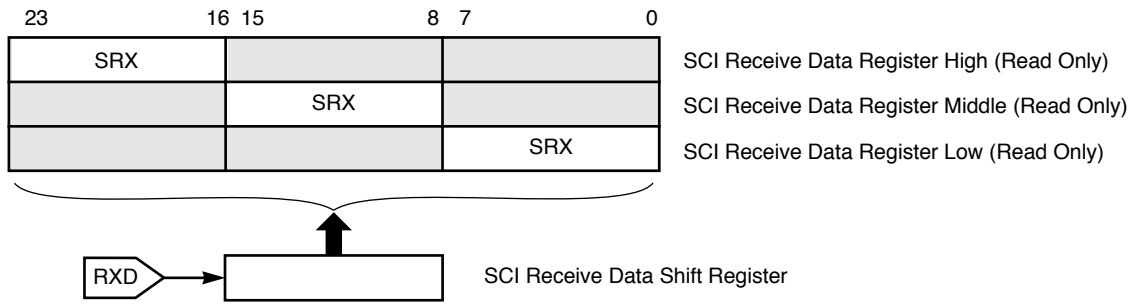 23 16 15 8 7 0
SRX SCI Receive Data Register High (Read Only)
SRX SCI Receive Data Register Middle (Read Only)
SRX SCI Receive Data Register Low (Read Only)
RXD SCI Receive Data Shift Register